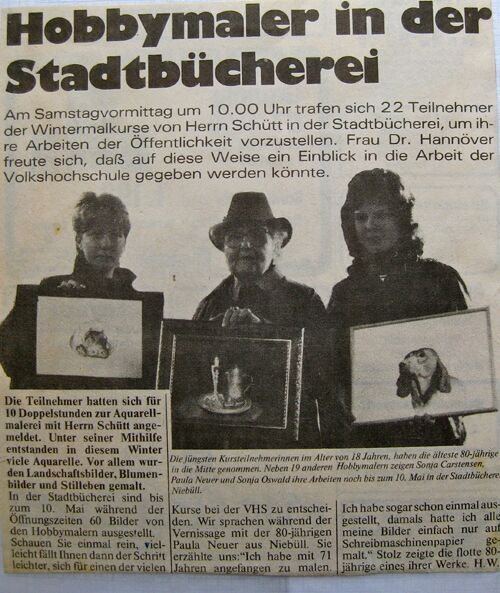 Hobbymaler in der
Stadtbücherei
Am Samstagvormittag um 10.00 Uhr trafen sich 22 Teilnehmer
der Wintermalkurse von Herrn Schütt in der Stadtbücherei, um ih-
re Arbeiten der Öffentlichkeit vorzustellen. Frau Dr. Hannöver
freute sich, daß auf diese Weise ein Einblick in die Arbeit der
Volkshochschule gegeben werden könnte.
Die Teilnehmer hatten sich für
10 Doppelstunden zur Aquarell-
malerei mit Herrn Schütt ange-
meldet. Unter seiner Mithilfe
entstanden in diesem Winter
viele Aquarelle. Vor allem wur-
den Landschaftsbilder, Blumen-
bilder und Stilleben gemalt.
In der Stadtbücherei sind bis
zum 10. Mai während der
Öffnungszeiten 60 Bilder von
den Hobbymalern ausgestellt.
Schauen Sie einmal rein, viel-
leicht fällt Ihnen dann der Schritt
leichter, sich für einen der vielen
Die jüngsten Kursteilnehmerinnen im Alter von 18 Jahren, haben die älteste 80-jährige
in die Mitte genommen. Neben 19 anderen Hobbymalern zeigen Sonja Carstensen,
Paula Neuer und Sonja Oswald ihre Arbeiten noch bis zum 10. Mai in der Stadtbücherei
Niebüll.
Kurse bei der VHS zu entschei-
den. Wir sprachen während der
Vernissage mit der 80-jährigen
Paula Neuer aus Niebüll. Sie
erzählte uns:"Ich habe mit 71
Jahren angefangen zu malen.
Ich habe sogar schon einmal aus-
gestellt, damals hatte ich alle
meine Bilder einfach nur auf
Schreibmaschinenpapier ge-
malt." Stolz zeigte die flotte 80-
jährige eines ihrer Werke. H.W.